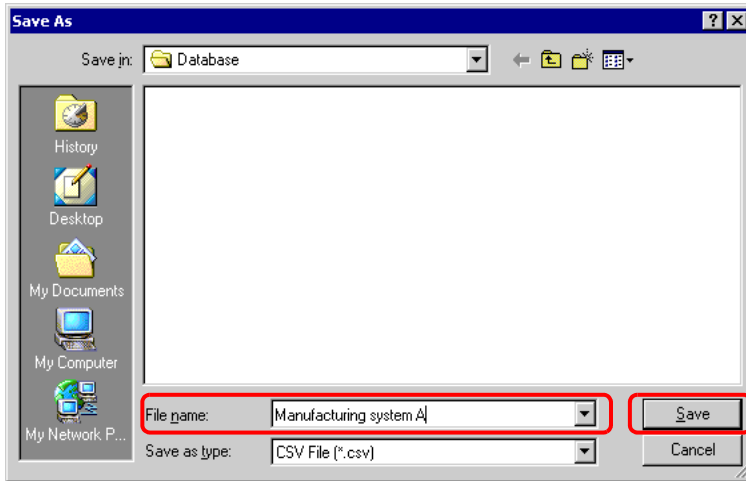 Save As
Save in: Database
History
Desktop
My Documents
My Computer
My Network P...
File name: Manufacturing system A Save
Save as type: CSV File (*.csv) Cancel